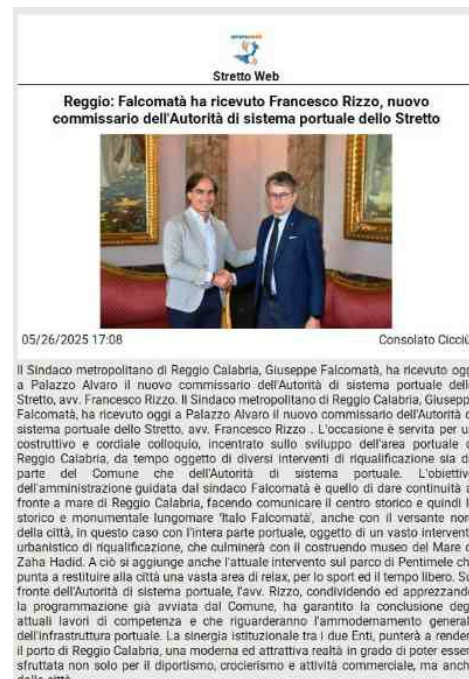 Stretto Web
Reggio: Falcomatà ha ricevuto Francesco Rizzo, nuovo
commissario dell'Autorità di sistema portuale dello Stretto
05/26/2025 17:08
Consolato Cicciù
Il Sindaco metropolitano di Reggio Calabria, Giuseppe Falcomatà, ha ricevuto ogg
a Palazzo Alvaro il nuovo commissario dell'Autorità di sistema portuale dell
Stretto, avv. Francesco Rizzo. Il Sindaco metropolitano di Reggio Calabria, Giusepp
Falcomatà, ha ricevuto oggi a Palazzo Alvaro il nuovo commissario dell'Autorità d
sistema portuale dello Stretto, avv. Francesco Rizzo . L'occasione è servita per u
costruttivo e cordiale colloquio, incentrato sullo sviluppo dell'area portuale d
Reggio Calabria, da tempo oggetto di diversi interventi di riqualificazione sia d
parte del Comune che dell'Autorità di sistema portuale. L'obiettiv
dell'amministrazione guidata dal sindaco Falcomatà è quello di dare continuità a
fronte a mare di Reggio Calabria, facendo comunicare il centro storico e quindi l
storico e monumentale lungomare 'Italo Falcomatà', anche con il versante nor
della città, in questo caso con l'intera parte portuale, oggetto di un vasto intervent
urbanistico di riqualificazione, che culminerà con il costruendo museo del Mare d
Zaha Hadid. A ciò si aggiunge anche l'attuale intervento sul parco di Pentimele ch
punta a restituire alla città una vasta area di relax, per lo sport ed il tempo libero. Su
fronte dell'Autorità di sistema portuale, l'avv. Rizzo, condividendo ed apprezzand
la programmazione già avviata dal Comune, ha garantito la conclusione deg
attuali lavori di competenza e che riguarderanno l'ammodernamento general
dell'infrastruttura portuale. La sinergia istituzionale tra i due Enti, punterà a render
il porto di Reggio Calabria, una moderna ed attrattiva realtà in grado di poter esser
sfruttata non solo per il diportismo, crocierismo e attività commerciale, ma anch